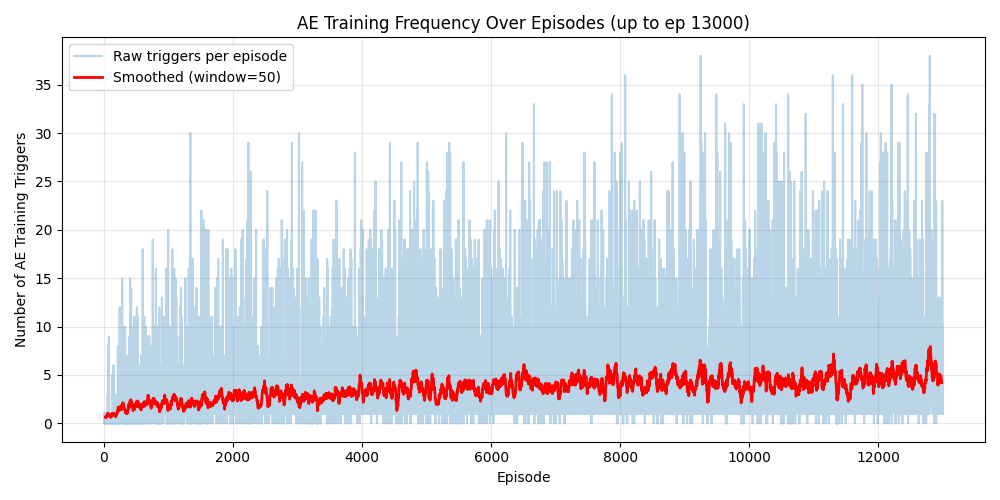 AE Training Frequency Over Episodes (up to ep 13000)
Raw triggers per episode
Smoothed (window=50)
Number of AE Training Triggers
35
30
25
20
15
10
5
0
0 2000 4000 6000 8000 10000 12000
Episode